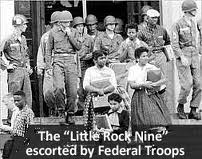 The “Little Rock Nine”
escorted by Federal Troops